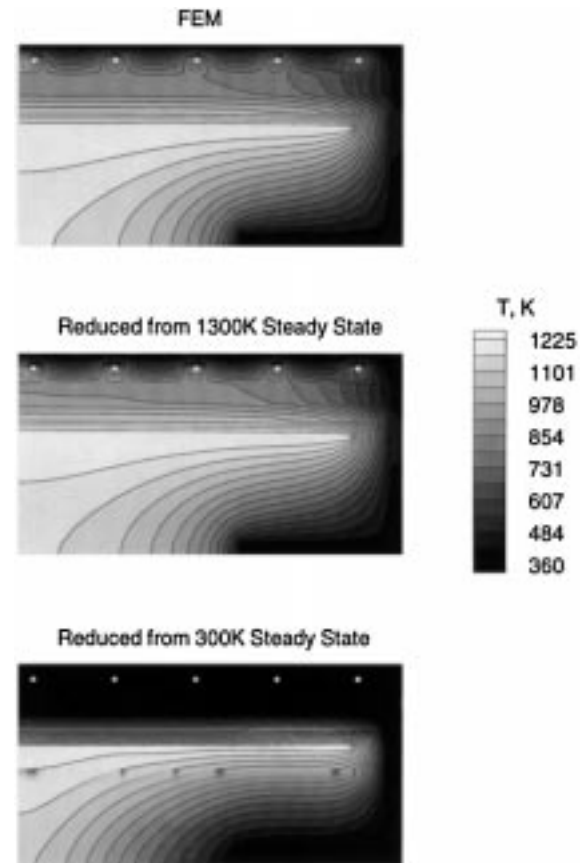 FEM
Reduced from 1300K Steady State
T, K
1225
1101
978
854
731
607
484
360
Reduced from 300K Steady State